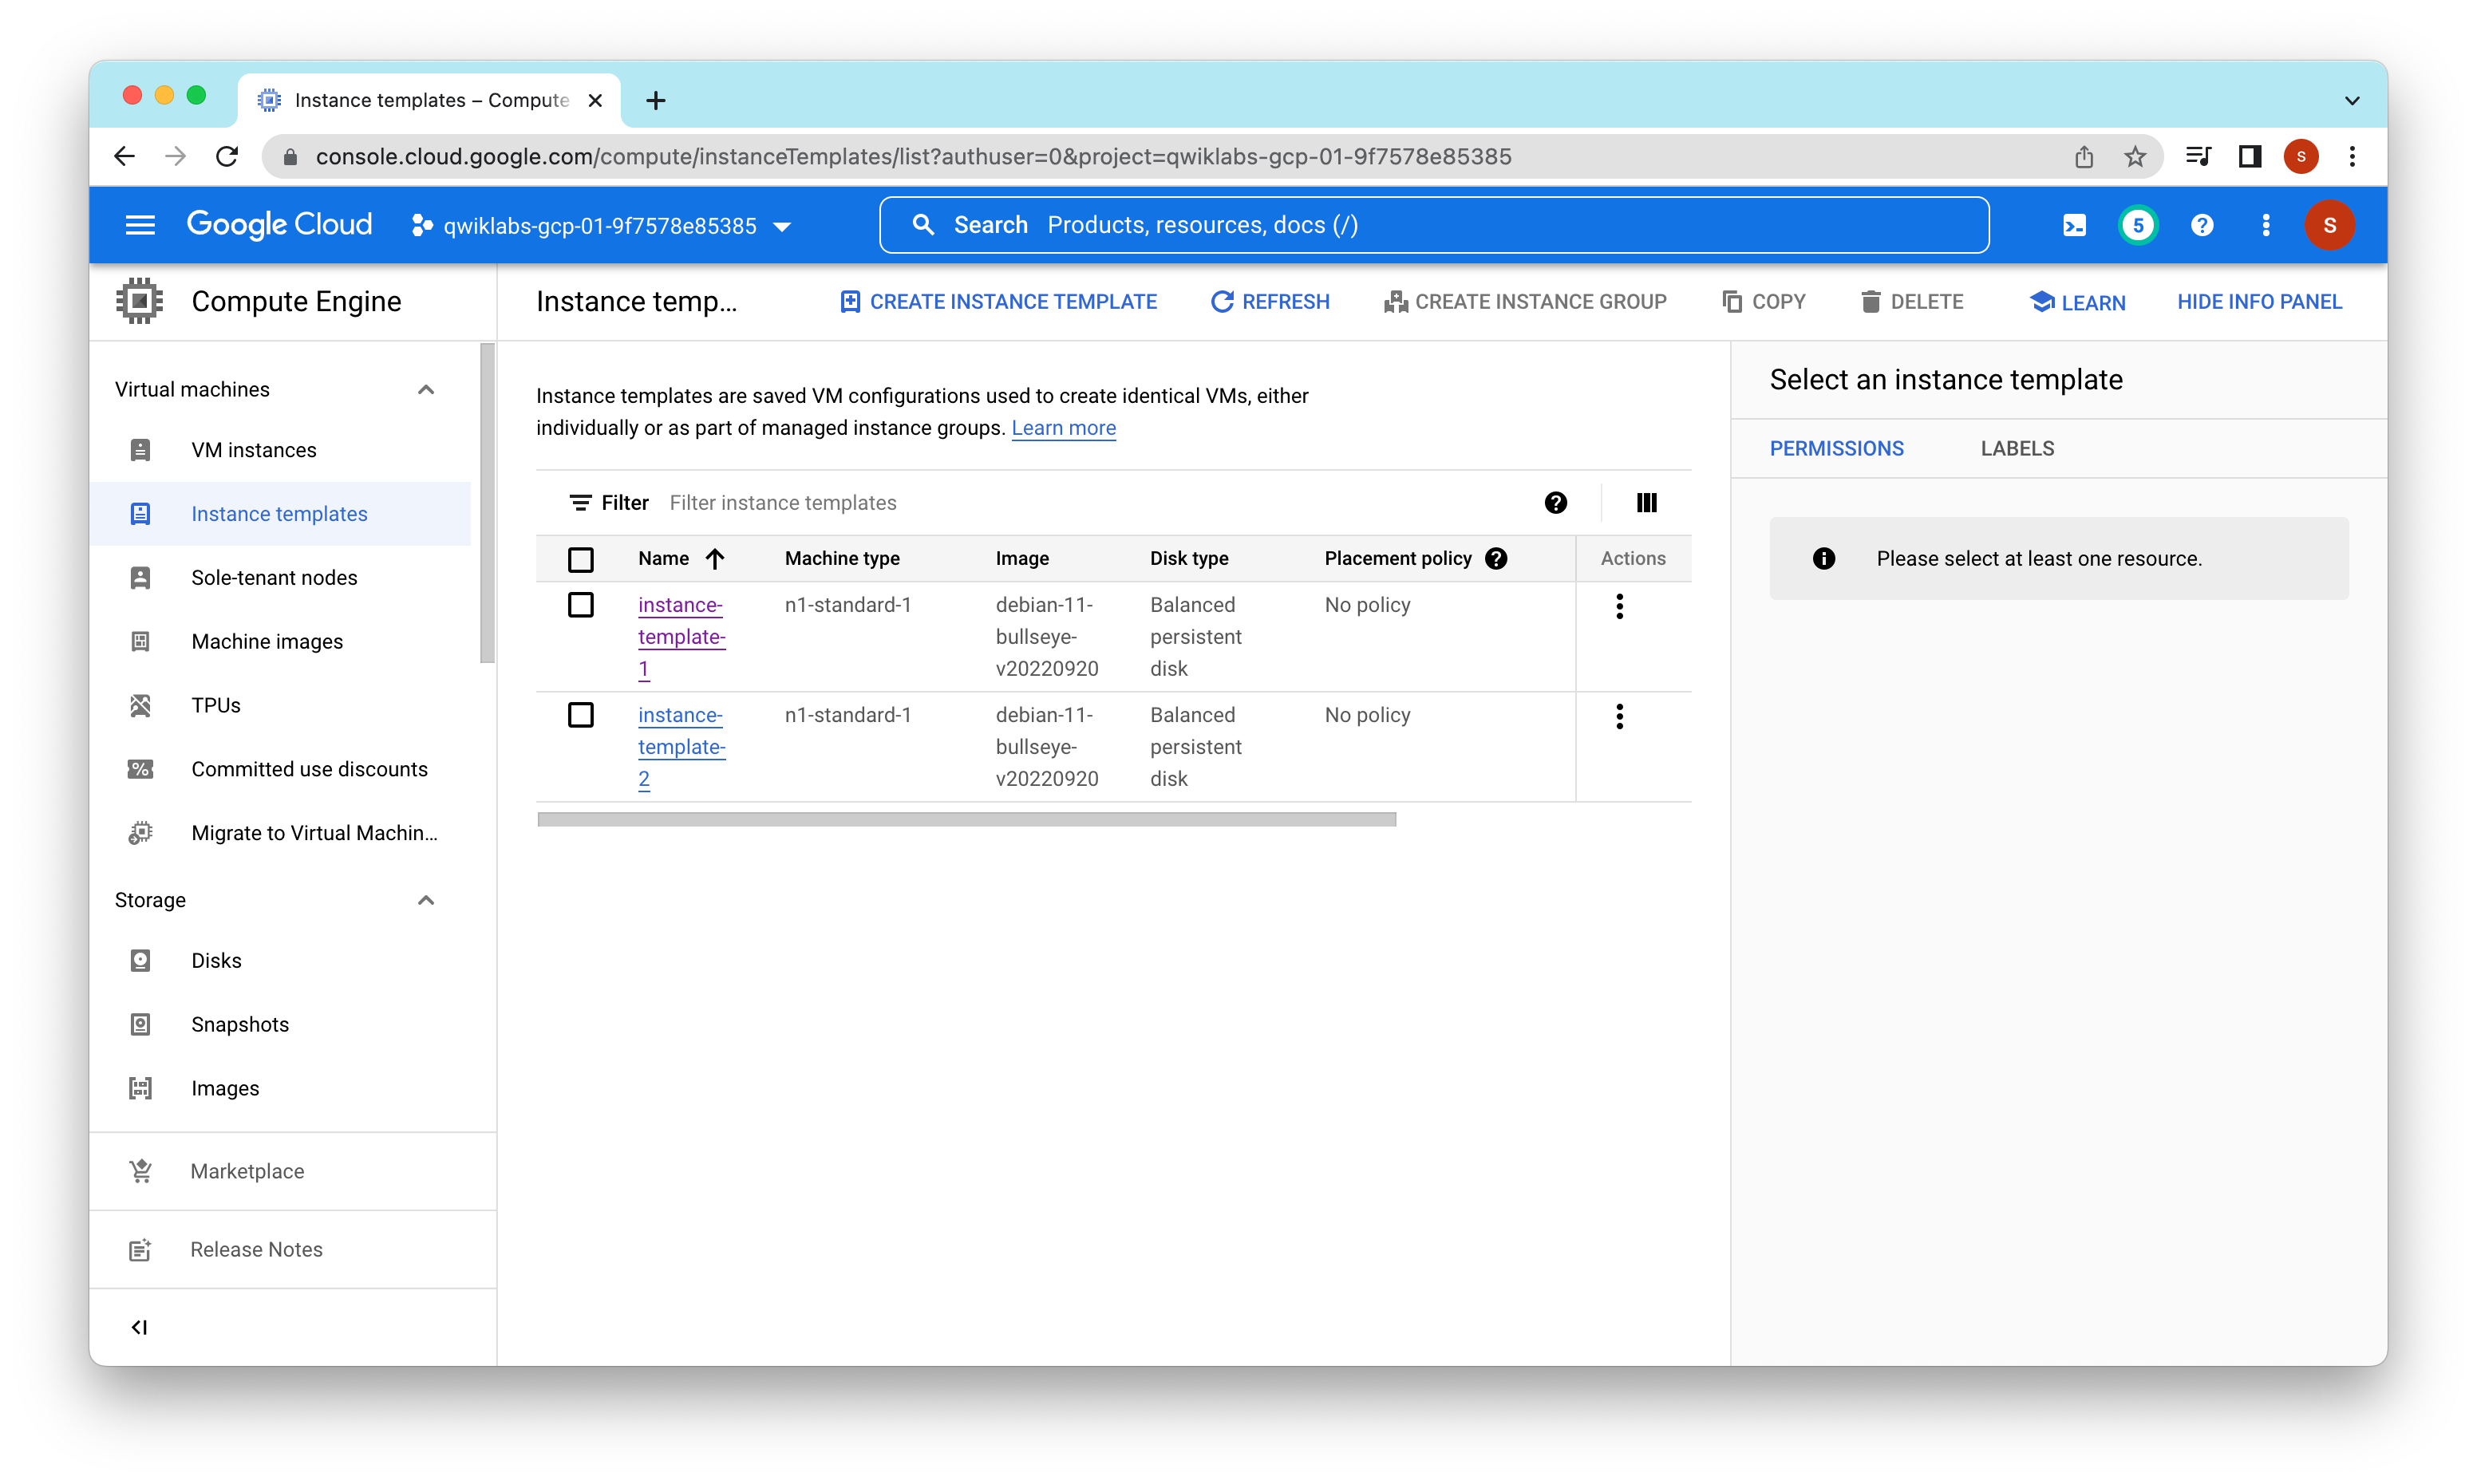 Instance templates – Compute
console.cloud.google.com/compute/instanceTemplates/list?authuser=0&project=qwiklabs-gcp-01-9f7578e85385
S
Google Cloud
qwiklabs-gcp-01-9f7578e85385
Search Products, resources, docs (/)
5
S
Compute Engine
Instance temp...
CREATE INSTANCE TEMPLATE
REFRESH
CREATE INSTANCE GROUP
COPY
DELETE
LEARN
HIDE INFO PANEL
Virtual machines
VM instances
Instance templates
Sole-tenant nodes
Machine images
TPUs
Committed use discounts
Migrate to Virtual Machin...
Storage
Disks
Snapshots
Images
Marketplace
Release Notes
Instance templates are saved VM configurations used to create identical VMs, either
individually or as part of managed instance groups. Learn more
Filter Filter instance templates
Name Machine type Image Disk type Placement policy Actions
instance- n1-standard-1 debian-11- Balanced No policy
template- bullseye- persistent
1 v20220920 disk
instance- n1-standard-1 debian-11- Balanced No policy
template- bullseye- persistent
2 v20220920 disk
Select an instance template
PERMISSIONS LABELS
Please select at least one resource.